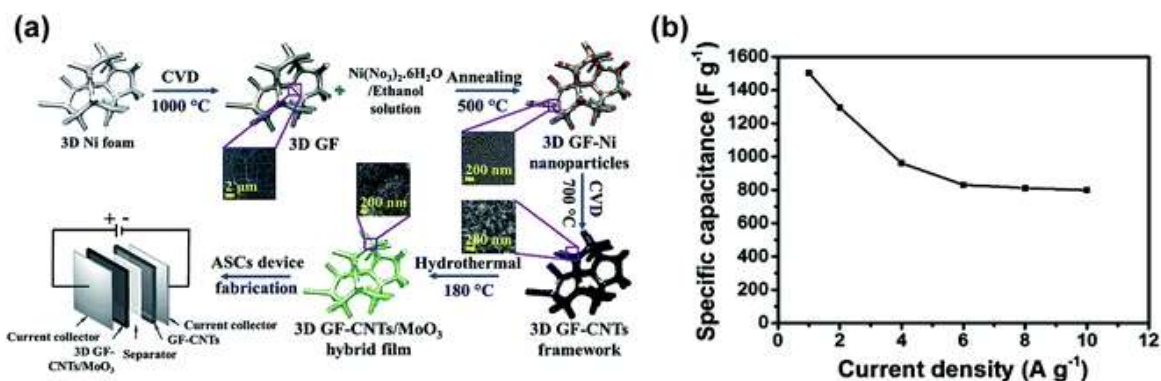 (a)
CVD
1000 °C
3D Ni foam
3D GF
+
Ni(No₃)₂.6H₂O
/Ethanol
solution
Annealing
500 °C
3D GF-Ni
nanoparticles
2 µm
200 nm
200 nm
200 nm
CVD
700 °C
3D GF-CNTs
framework
Hydrothermal
180 °C
3D GF-CNTs/MoO₃
hybrid film
ASCs device
fabrication
+ -
Current collector
3D GF-
CNTs/MoO₃
Separator
GF-CNTs
Current collector
(b)
Specific capacitance (F g⁻¹)
1600
1400
1200
1000
800
600
400
200
0
0 2 4 6 8 10 12
Current density (A g⁻¹)